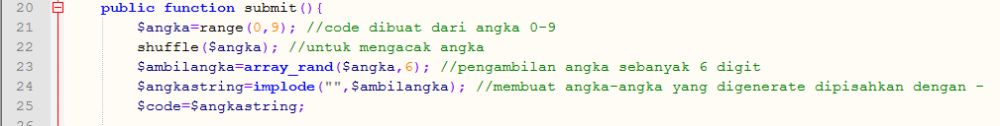 20 public function submit(){
21 $angka=range(0,9); //code dibuat dari angka 0-9
22 shuffle($angka); //untuk mengacak angka
23 $ambilangka=array_rand($angka,6); //pengambilan angka sebanyak 6 digit
24 $angkastring=implode("",$ambilangka); //membuat angka-angka yang digenerate dipisahkan dengan -
25 $code=$angkastring;
26